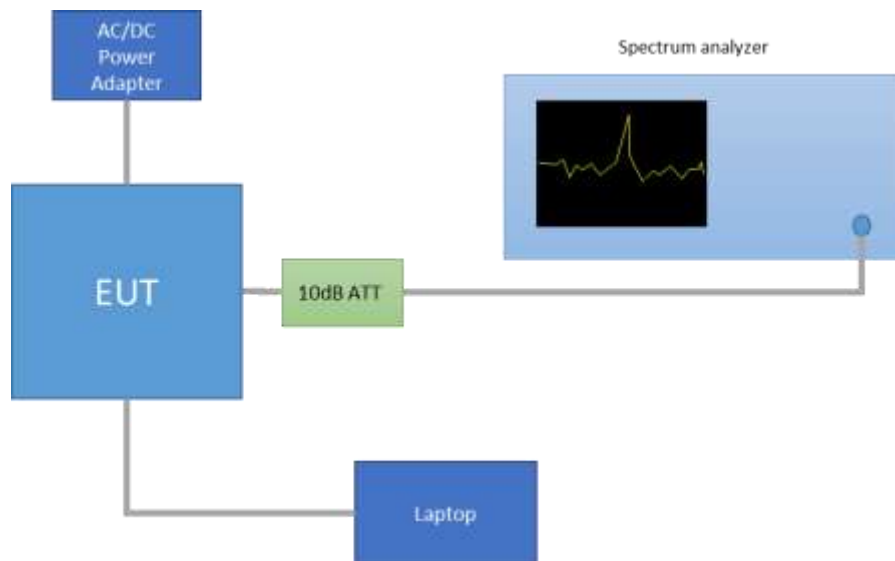 AC/DC
Power
Adapter
Spectrum analyzer
EUT
10dB ATT
Laptop